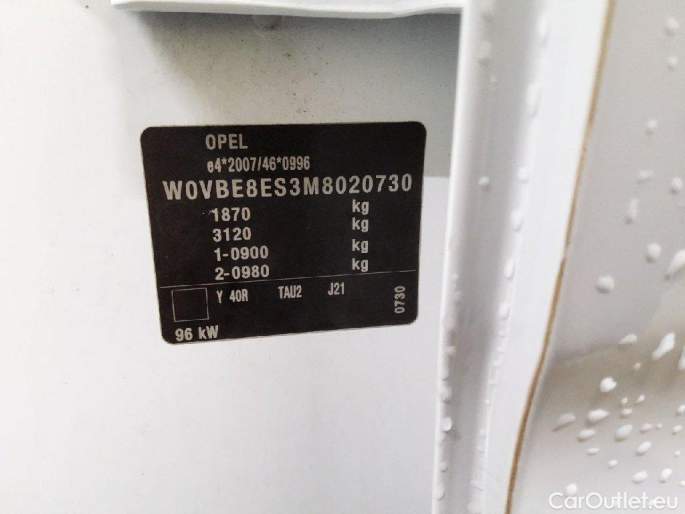 OPEL
e4*2007/46*0996
W0VBE8ES3M8020730
1870 kg
3120 kg
1-0900 kg
2-0980 kg
Y 40R TAU2 J21
0730
96 kW
CarOutlet.eu